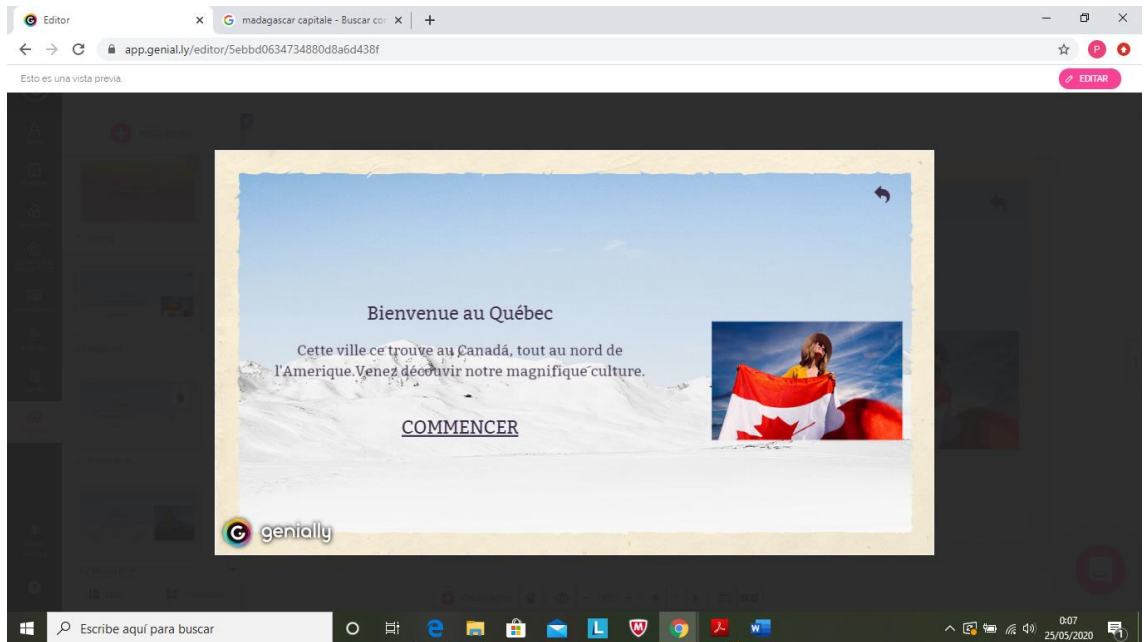 Editor
madagascar capitale - Buscar cor
app.genial.ly/editor/5ebbd0634734880d8a6d438f
P
Esto es una vista previa.
EDITAR
Bienvenue au Québec
Cette ville ce trouve au Canadá, tout au nord de
l'Amerique.Venez découvir notre magnifique culture.
COMMENCER
G genially
Escribe aquí para buscar
0:07
25/05/2020